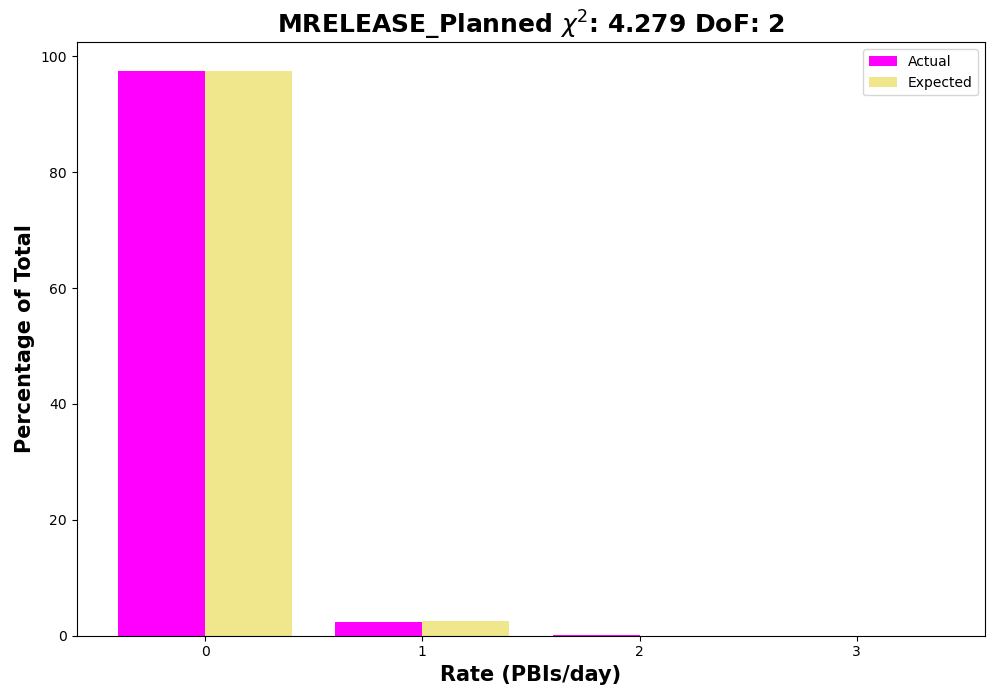 MRELEASE_Planned χ²: 4.279 DoF: 2
Actual
Expected
Percentage of Total
100
80
60
40
20
0
0 1 2 3
Rate (PBIs/day)